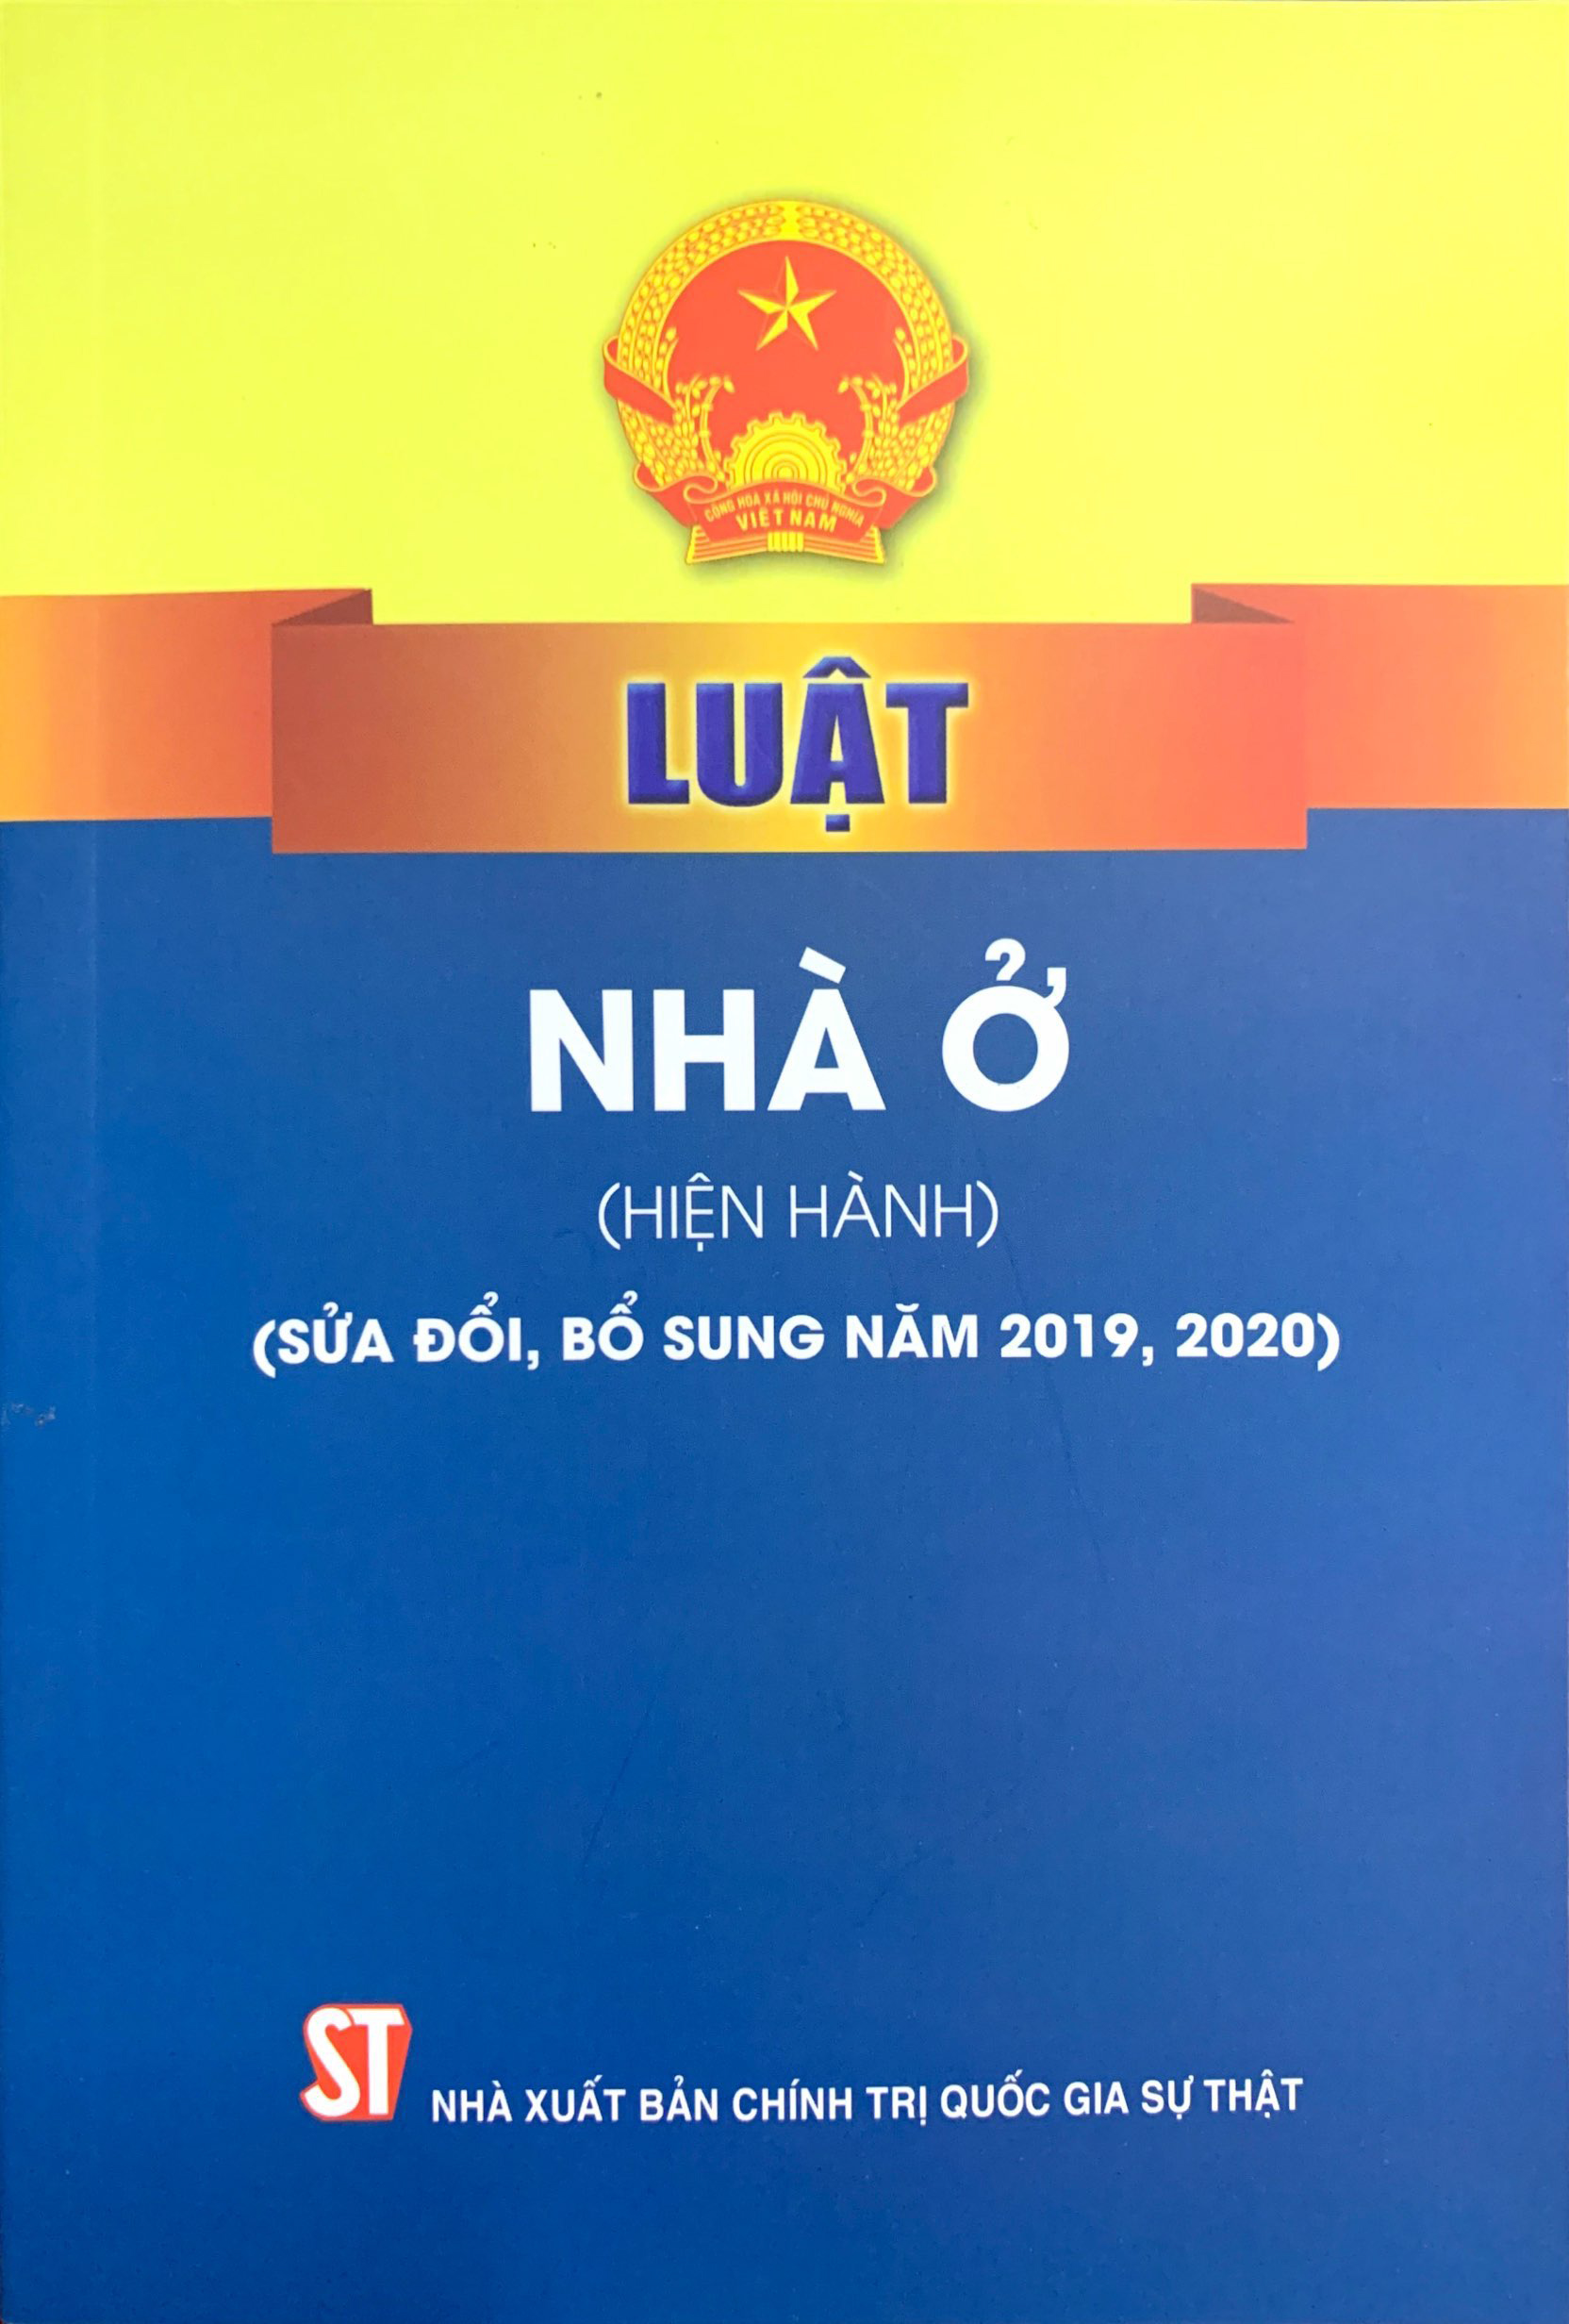 CỘNG HÒA XÃ HỘI CHỦ NGHĨA
VIỆT NAM
LUẬT
NHÀ Ở
(HIỆN HÀNH)
(SỬA ĐỔI, BỔ SUNG NĂM 2019, 2020)
ST
NHÀ XUẤT BẢN CHÍNH TRỊ QUỐC GIA SỰ THẬT